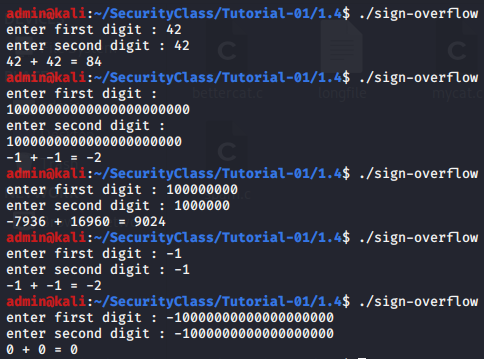 admin@kali:~/SecurityClass/Tutorial-01/1.4$ ./sign-overflow
enter first digit : 42
enter second digit : 42
42 + 42 = 84
admin@kali:~/SecurityClass/Tutorial-01/1.4$ ./sign-overflow
enter first digit :
10000000000000000000000
enter second digit :
1000000000000000000000
-1 + -1 = -2
admin@kali:~/SecurityClass/Tutorial-01/1.4$ ./sign-overflow
enter first digit : 100000000
enter second digit : 1000000
-7936 + 16960 = 9024
admin@kali:~/SecurityClass/Tutorial-01/1.4$ ./sign-overflow
enter first digit : -1
enter second digit : -1
-1 + -1 = -2
admin@kali:~/SecurityClass/Tutorial-01/1.4$ ./sign-overflow
enter first digit : -10000000000000000000
enter second digit : -1000000000000000000
0 + 0 = 0